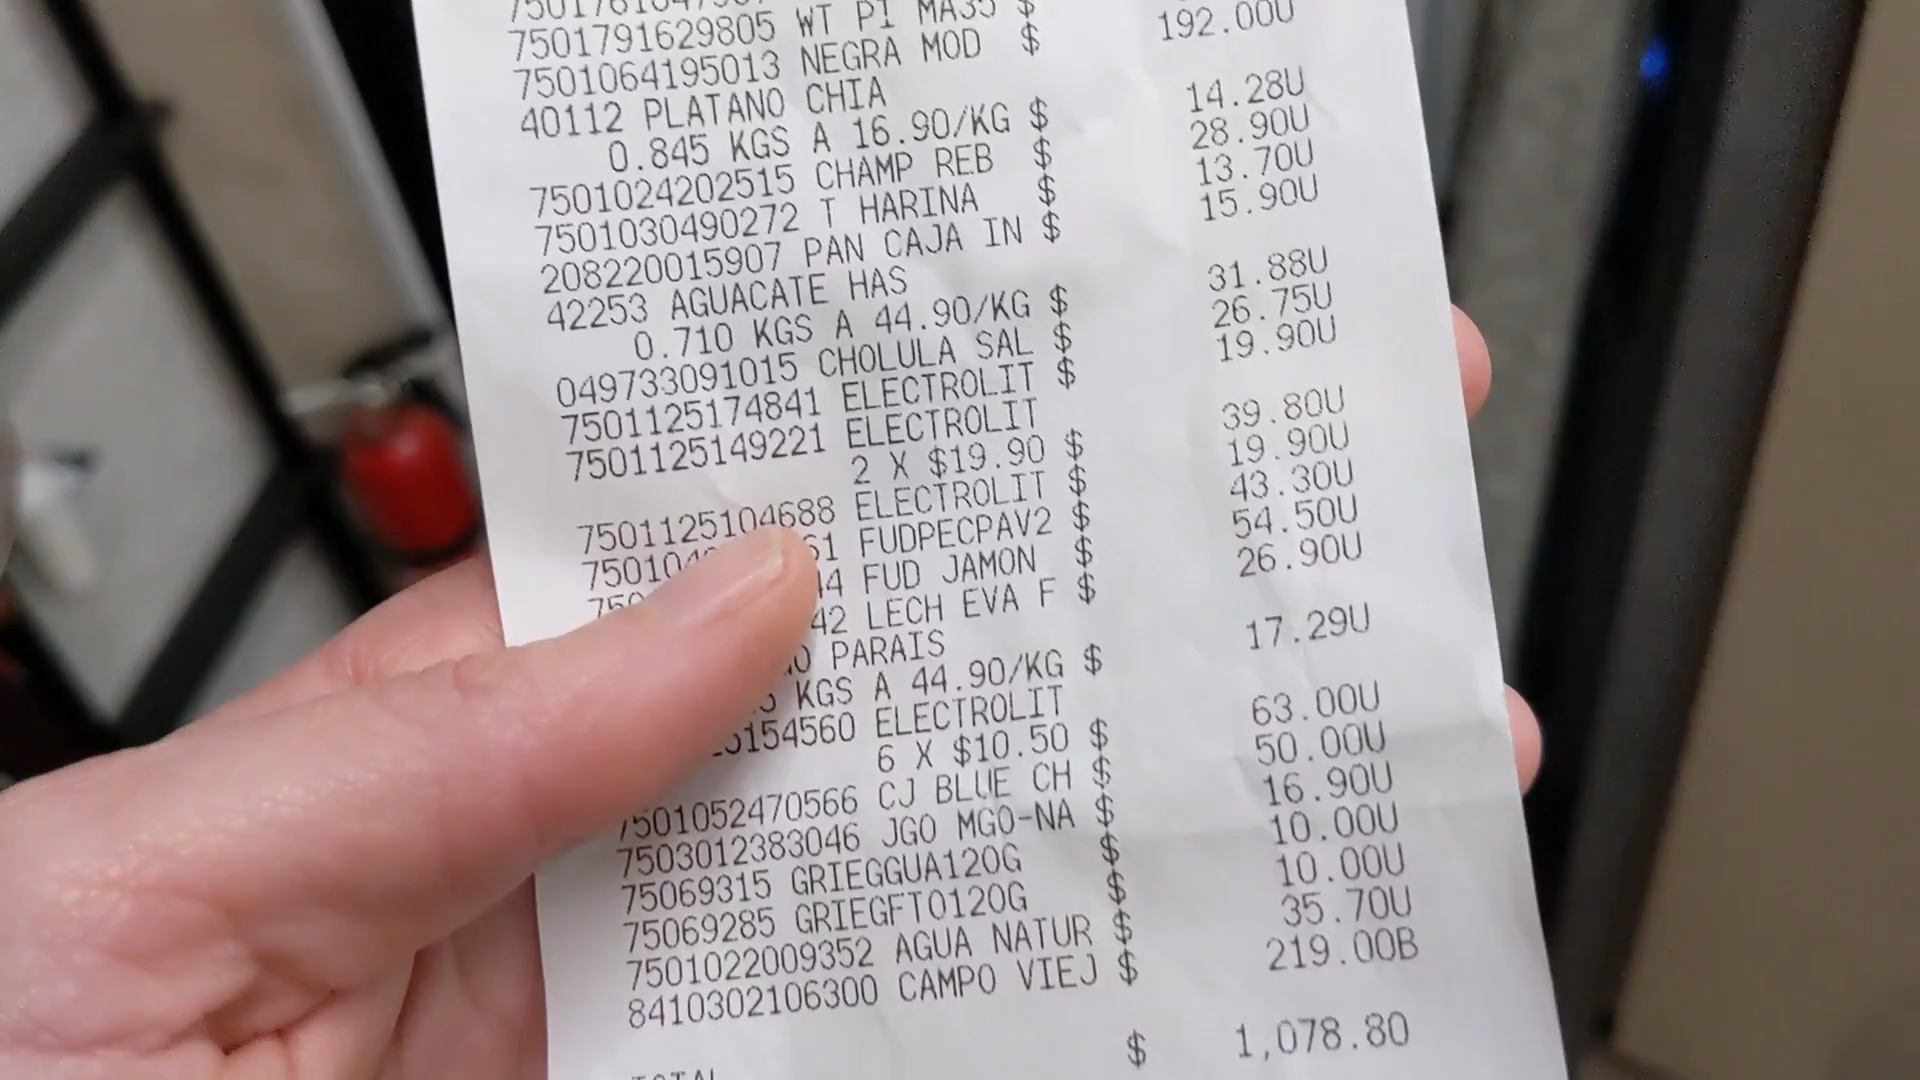 7501791629805 WT PI MA35 $
7501064195013 NEGRA MOD $ 192.00U
40112 PLATANO CHIA
0.845 KGS A 16.90/KG $ 14.28U
7501024202515 CHAMP REB $ 28.90U
7501030490272 T HARINA $ 13.70U
208220015907 PAN CAJA IN $ 15.90U
42253 AGUACATE HAS
0.710 KGS A 44.90/KG $ 31.88U
049733091015 CHOLULA SAL $ 26.75U
7501125174841 ELECTROLIT $ 19.90U
7501125149221 ELECTROLIT
2 X $19.90 $ 39.80U
7501125104688 ELECTROLIT $ 19.90U
FUDPECPAV2 $ 43.30U
FUD JAMON $ 54.50U
LECH EVA F $ 26.90U
PARAIS
KGS A 44.90/KG $ 17.29U
ELECTROLIT
6 X $10.50 $ 63.00U
7501052470566 CJ BLUE CH $ 50.00U
7503012383046 JGO MGO-NA $ 16.90U
75069315 GRIEGGUA120G $ 10.00U
75069285 GRIEGFTO120G $ 10.00U
7501022009352 AGUA NATUR $ 35.70U
8410302106300 CAMPO VIEJ $ 219.00B
TOTAL $ 1,078.80